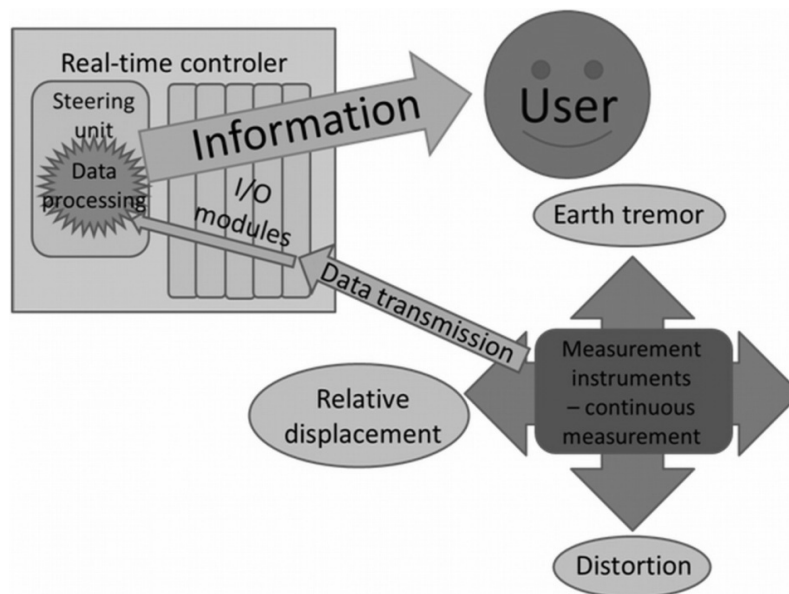 Real-time controler
Steering
unit
Data
processing
I/O
modules
Information
User
Earth tremor
Data transmission
Measurement
instruments
– continuous
measurement
Relative
displacement
Distortion